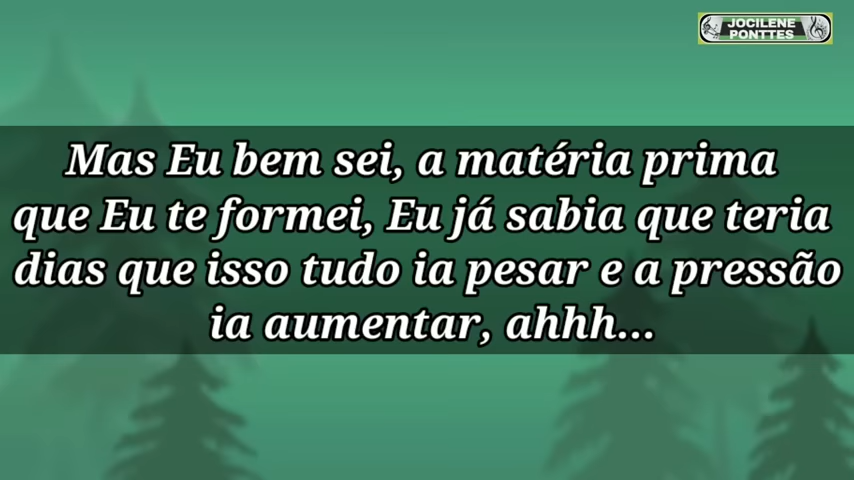 JOCILENE
PONTTES
Mas Eu bem sei, a matéria prima
que Eu te formei, Eu já sabia que teria
dias que isso tudo ia pesar e a pressão
ia aumentar, ahhh...